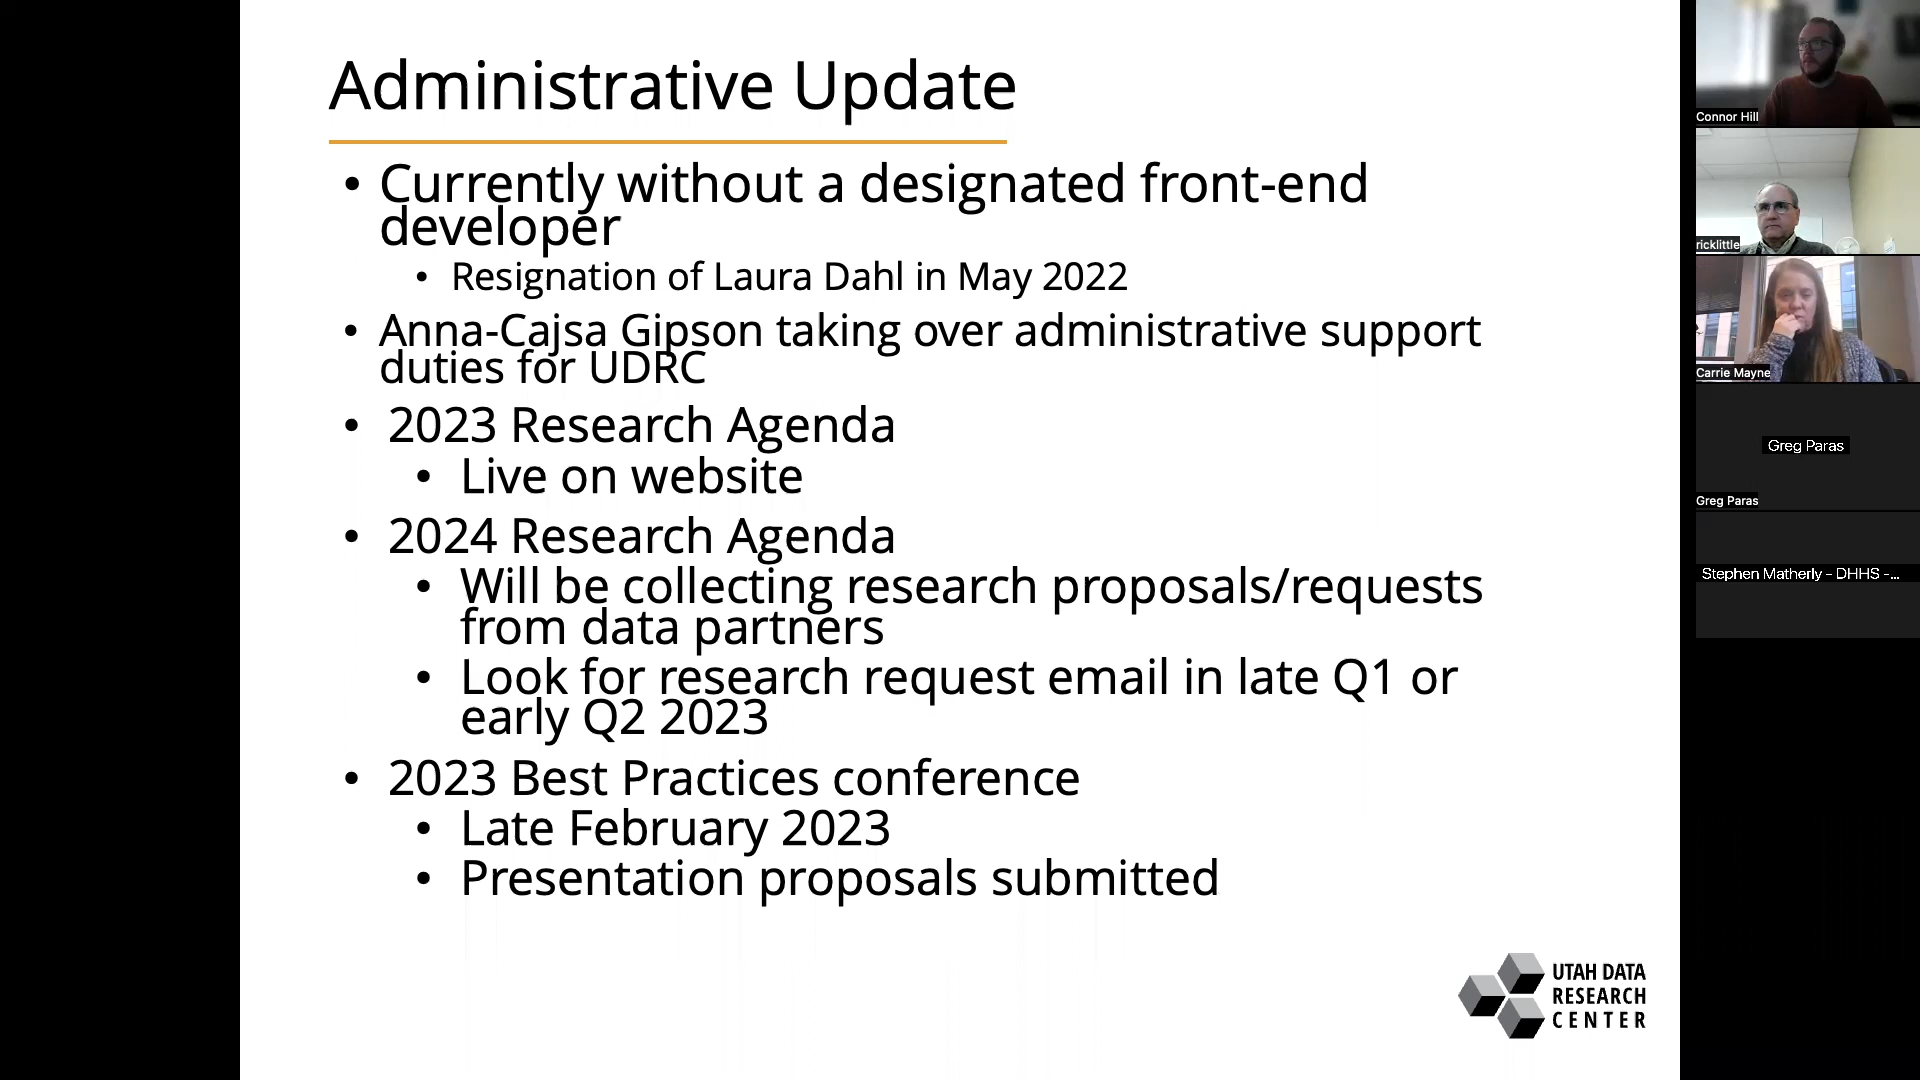 Administrative Update
• Currently without a designated front-end
developer
• Resignation of Laura Dahl in May 2022
• Anna-Cajsa Gipson taking over administrative support
duties for UDRC
• 2023 Research Agenda
• Live on website
• 2024 Research Agenda
• Will be collecting research proposals/requests
from data partners
• Look for research request email in late Q1 or
early Q2 2023
• 2023 Best Practices conference
• Late February 2023
• Presentation proposals submitted
UTAH DATA
RESEARCH
CENTER
Connor Hill
ricklittle
Carrie Mayne
Greg Paras
Greg Paras
Stephen Matherly - DHHS -...